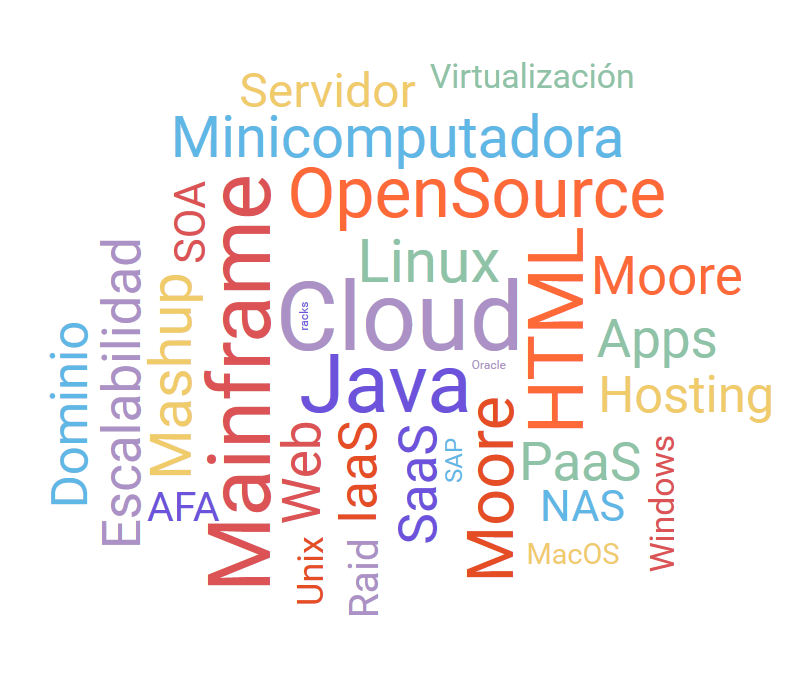 Virtualización
Servidor
Minicomputadora
OpenSource
SOA
Mainframe
Linux
HTML
Moore
Escalabilidad
Mashup
Cloud
racks
Apps
Dominio
Java
Oracle
Hosting
AFA
Web
IaaS
SaaS
SAP
Moore
PaaS
NAS
Windows
Unix
Raid
MacOS